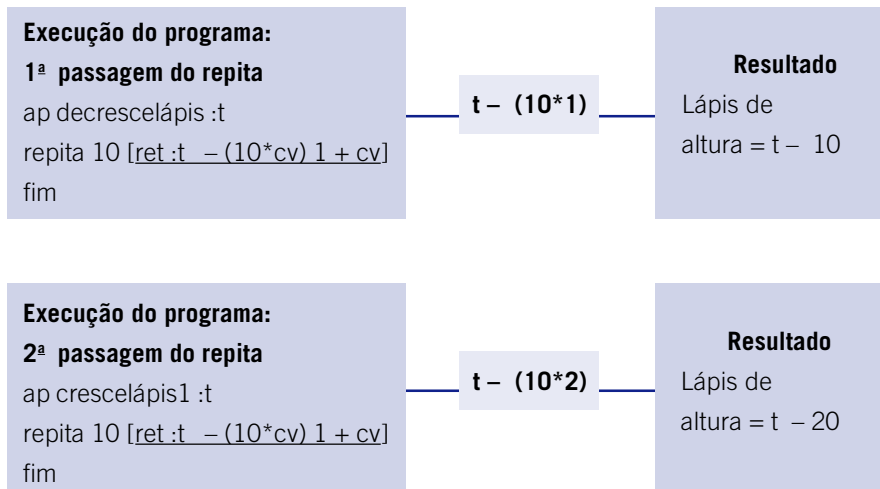 Execução do programa:
1ª passagem do repita
ap decrescelápis :t
repita 10 [ret :t – (10*cv) 1 + cv]
fim
t – (10*1)
Resultado
Lápis de
altura = t – 10
Execução do programa:
2ª passagem do repita
ap crescelápis1 :t
repita 10 [ret :t – (10*cv) 1 + cv]
fim
t – (10*2)
Resultado
Lápis de
altura = t – 20